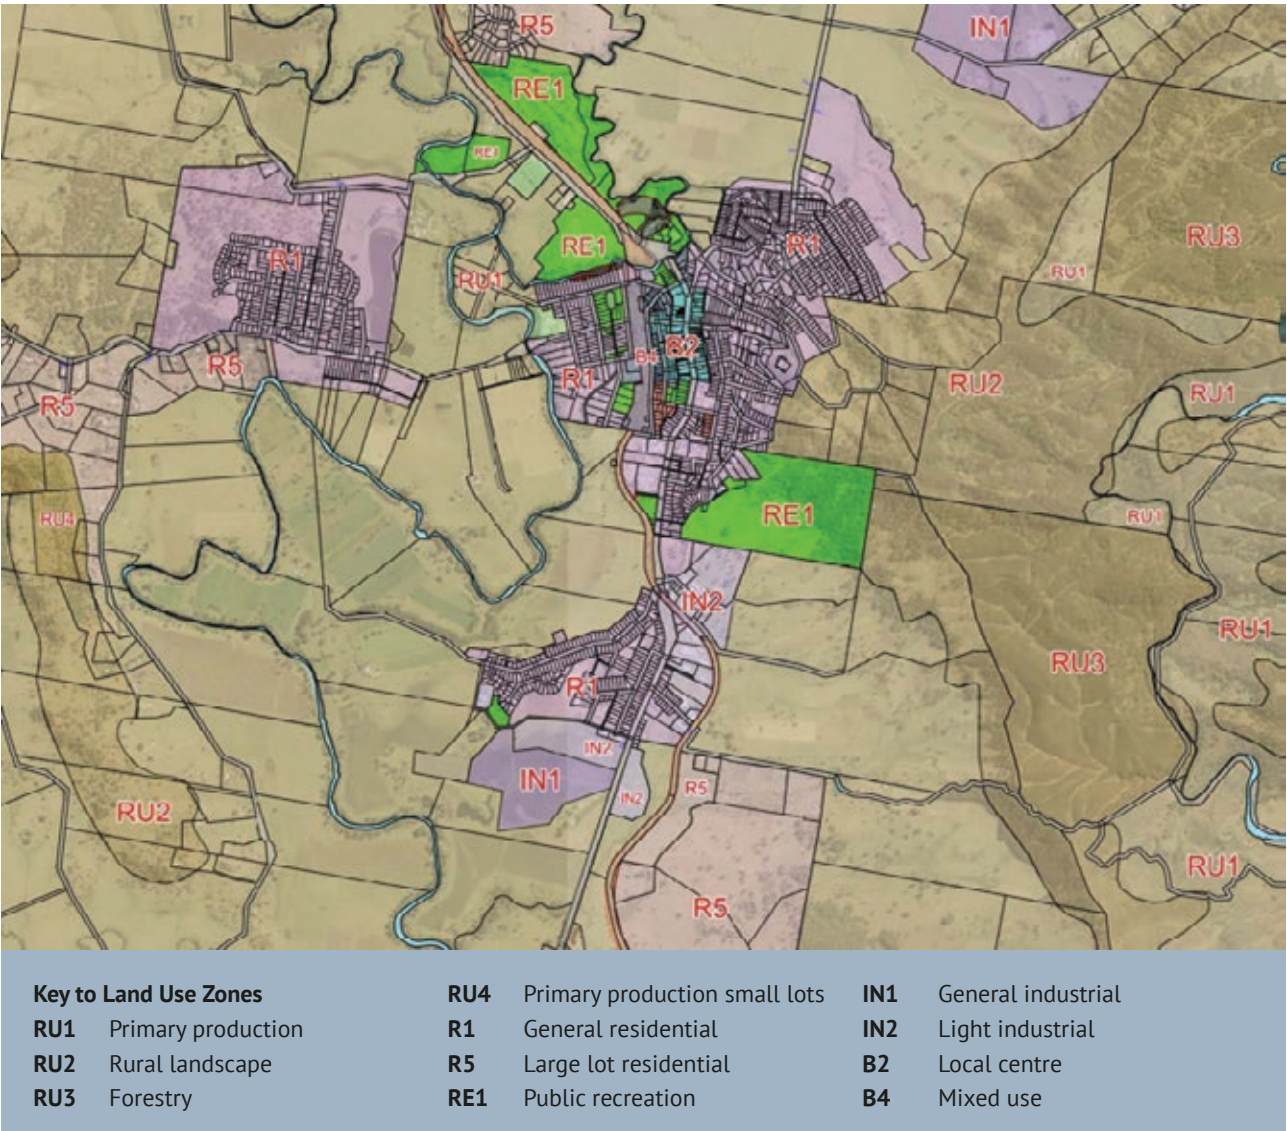 R5
IN1
RE1
RE1
RU3
RE1
R1
R1
RU1
RU1
B4
B2
R5
R1
RU2
RU1
R5
RU4
RE1
RU1
IN2
RU1
RU3
R1
IN2
IN1
IN2
R5
RU2
RU1
R5
Key to Land Use Zones
RU1 Primary production
RU2 Rural landscape
RU3 Forestry
RU4 Primary production small lots
R1 General residential
R5 Large lot residential
RE1 Public recreation
IN1 General industrial
IN2 Light industrial
B2 Local centre
B4 Mixed use